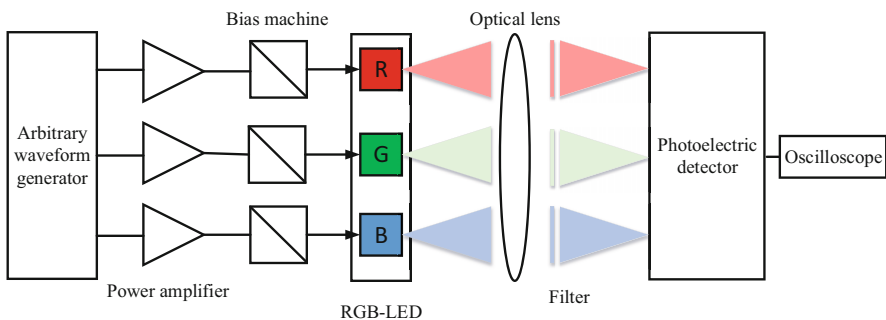 Bias machine
Optical lens
Arbitrary
waveform
generator
R
G
B
Photoelectric
detector
Oscilloscope
Power amplifier
RGB-LED
Filter